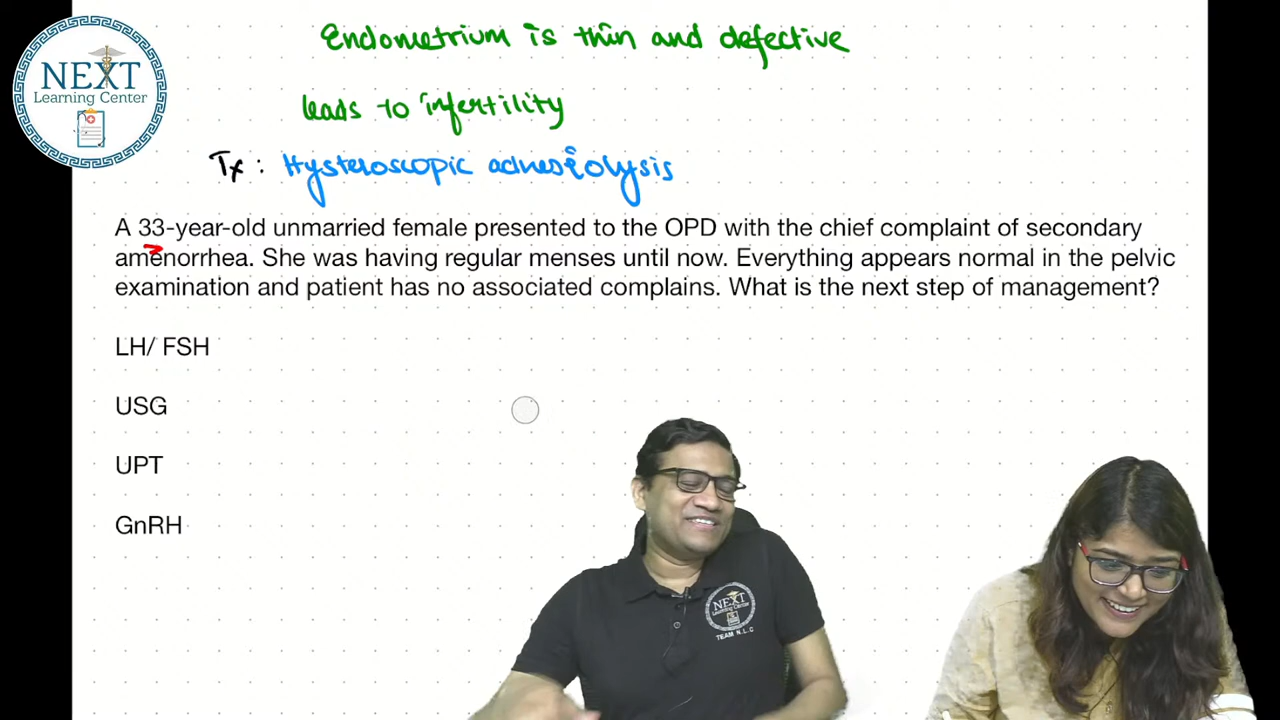 Endometrium is thin and defective
NEXT
Learning Center
leads to infertility
Tx : Hysteroscopic adhesiolysis
A 33-year-old unmarried female presented to the OPD with the chief complaint of secondary
amenorrhea. She was having regular menses until now. Everything appears normal in the pelvic
examination and patient has no associated complains. What is the next step of management?
LH/ FSH
USG
UPT
GnRH
NEXT
Learning Center
TEAM N.L.C